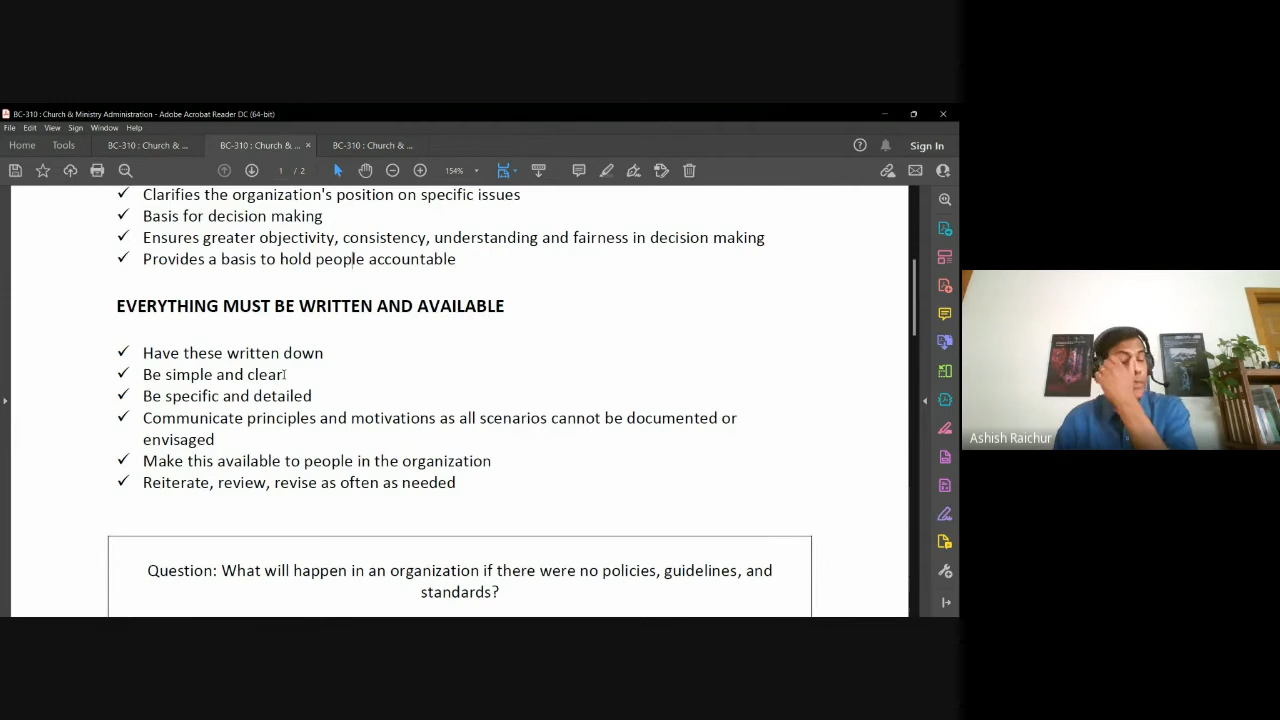 BC-310 : Church & Ministry Administration - Adobe Acrobat Reader DC (64-bit)
File Edit View Sign Window Help
Home Tools BC-310 : Church & ... BC-310 : Church & ... × BC-310 : Church & ... Sign In
1 / 2 154%
✓ Clarifies the organization's position on specific issues
✓ Basis for decision making
✓ Ensures greater objectivity, consistency, understanding and fairness in decision making
✓ Provides a basis to hold people accountable
EVERYTHING MUST BE WRITTEN AND AVAILABLE
✓ Have these written down
✓ Be simple and clear
✓ Be specific and detailed
✓ Communicate principles and motivations as all scenarios cannot be documented or
envisaged
✓ Make this available to people in the organization
✓ Reiterate, review, revise as often as needed
Question: What will happen in an organization if there were no policies, guidelines, and
standards?
Ashish Raichur